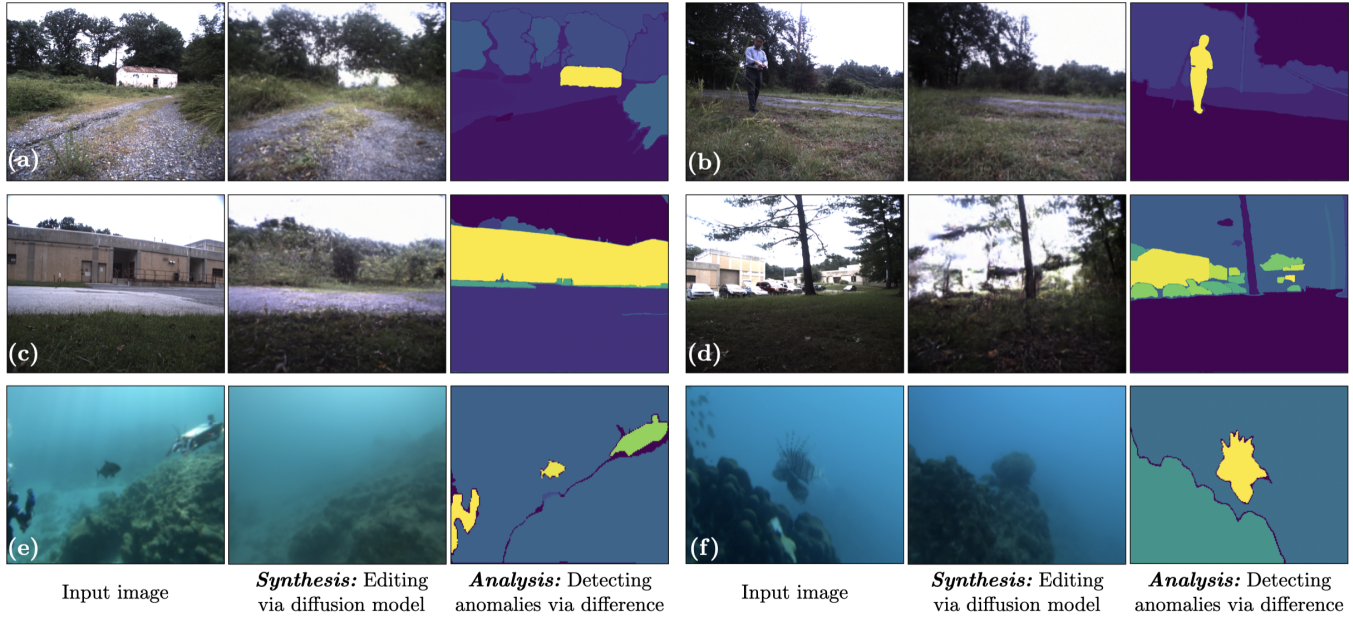 (a)
(b)
(c)
(d)
(e)
(f)
Input image
Synthesis: Editing
via diffusion model
Analysis: Detecting
anomalies via difference
Input image
Synthesis: Editing
via diffusion model
Analysis: Detecting
anomalies via difference